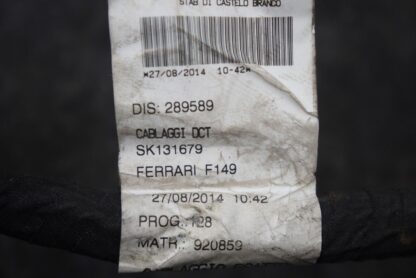 STAB DI CASTELO BRANCO
*27/08/2014 10-42*
DIS: 289589
CABLAGGI DCT
SK131679
FERRARI F149
27/08/2014 10:42
PROG.:128
MATR.: 920859